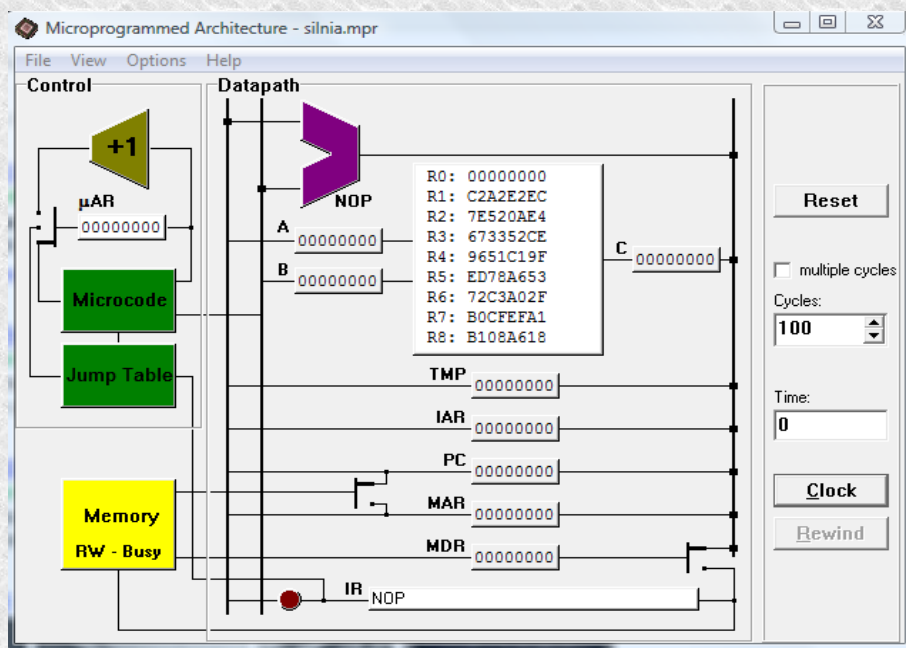 Microprogrammed Architecture - silnia.mpr
File View Options Help
Control
Datapath
+1
µAR
00000000
Microcode
Jump Table
Memory
RW - Busy
NOP
A 00000000
B 00000000
R0: 00000000
R1: C2A2E2EC
R2: 7E520AE4
R3: 673352CE
R4: 9651C19F
R5: ED78A653
R6: 72C3A02F
R7: B0CFEFA1
R8: B108A618
C 00000000
TMP 00000000
IAR 00000000
PC 00000000
MAR 00000000
MDR 00000000
IR NOP
Reset
multiple cycles
Cycles:
100
Time:
0
Clock
Rewind